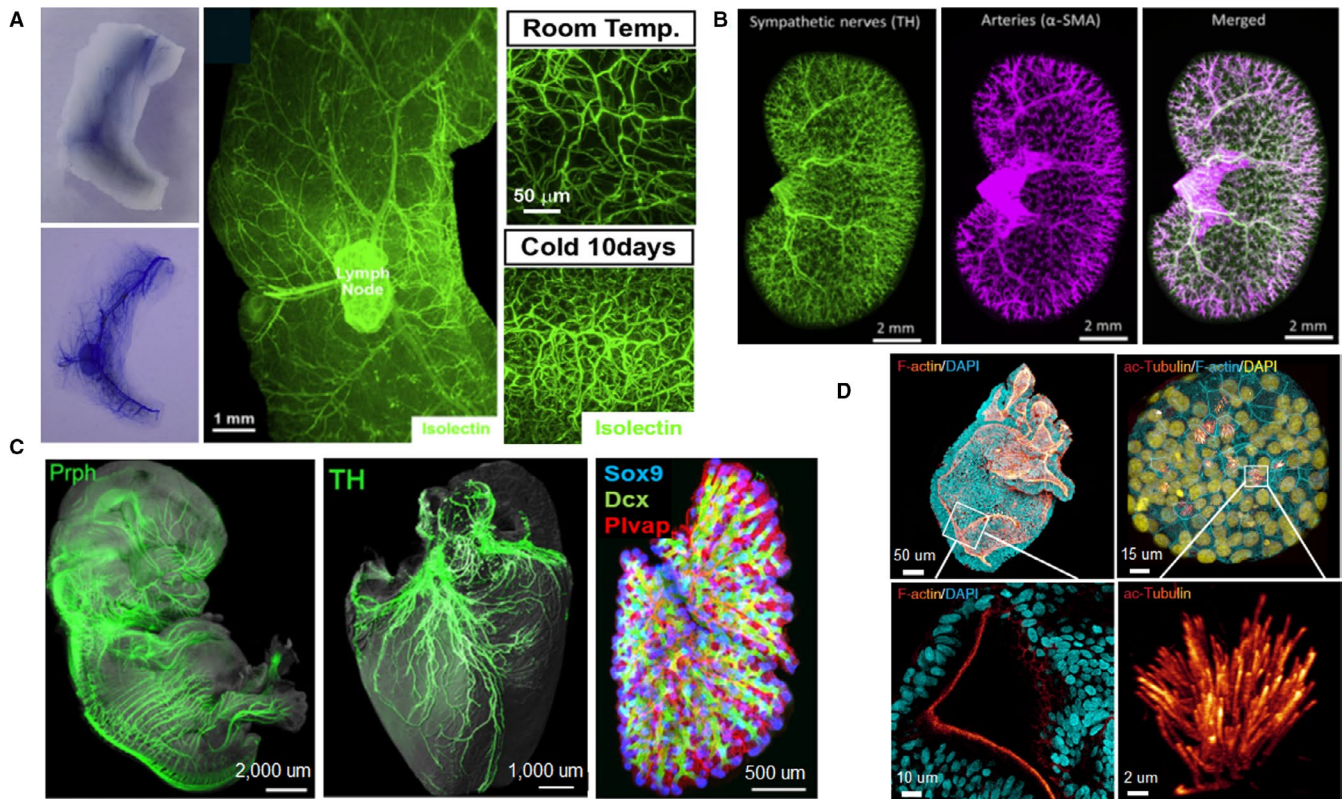 A
Room Temp.
50 μm
Lymph
Node
Cold 10days
1 mm
Isolectin
Isolectin
B
Sympathetic nerves (TH)
Arteries (α-SMA)
Merged
2 mm
2 mm
2 mm
C
Prph
2,000 um
TH
1,000 um
Sox9
Dcx
Plvap
500 um
D
F-actin/DAPI
50 um
ac-Tubulin/F-actin/DAPI
15 um
F-actin/DAPI
10 um
ac-Tubulin
2 um